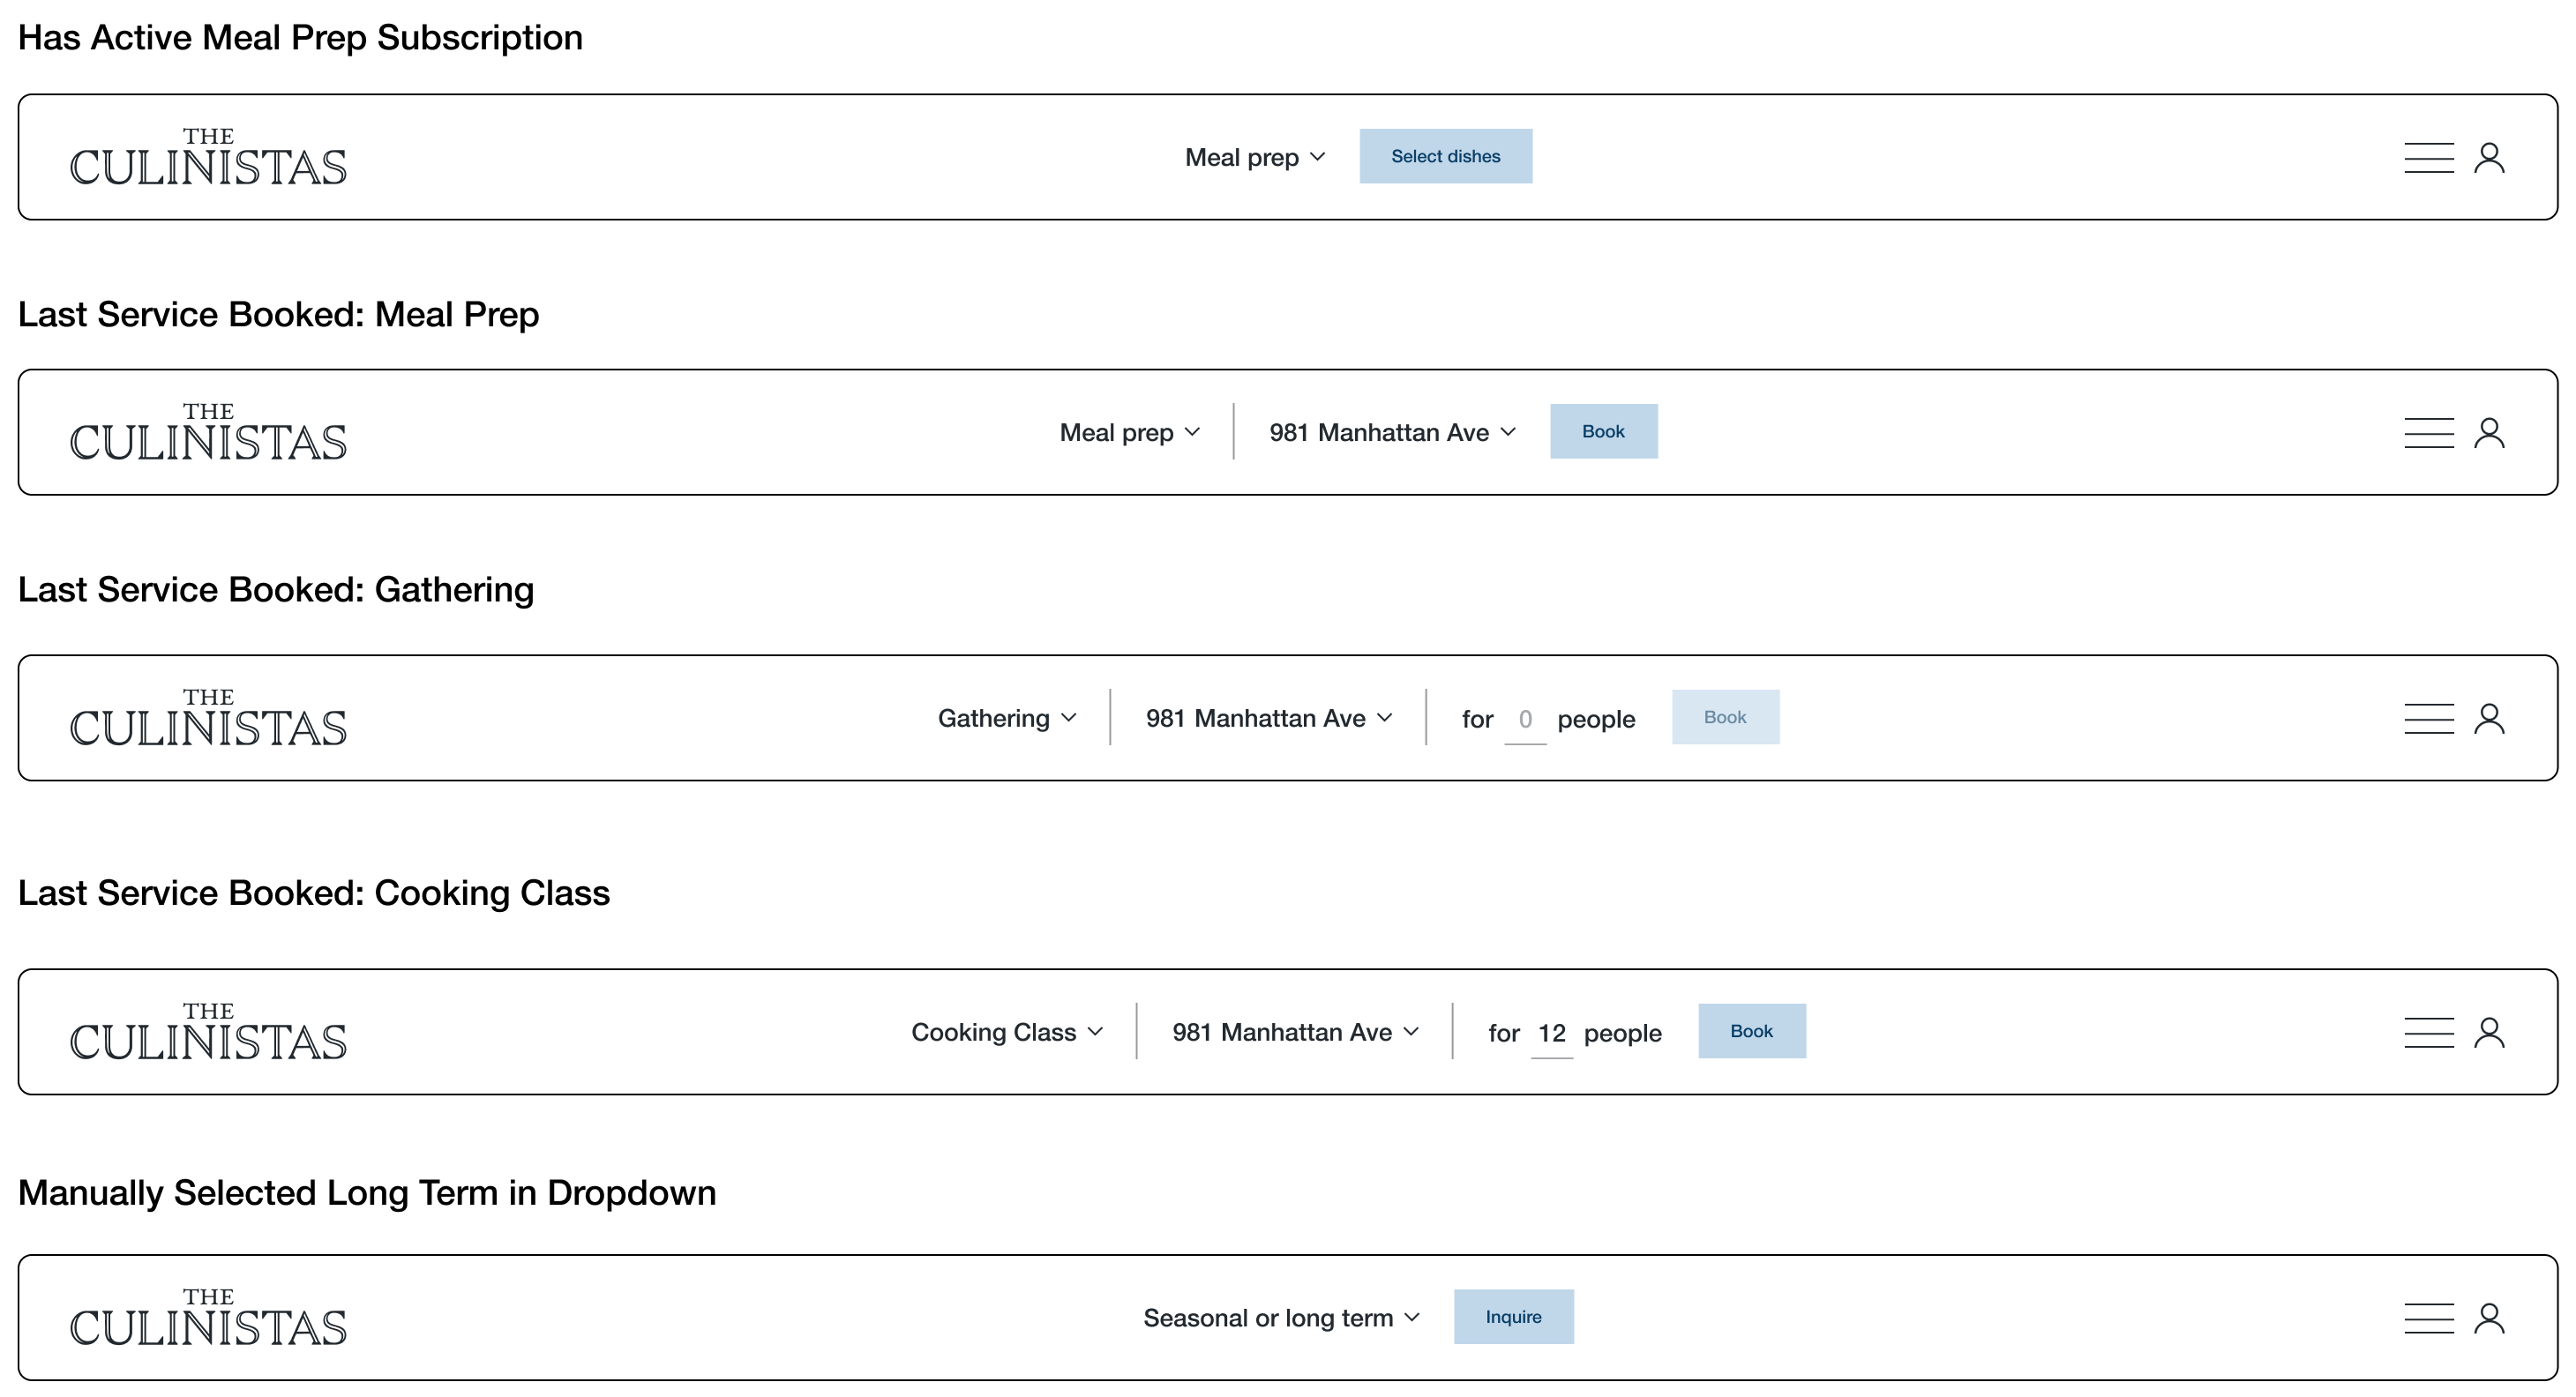 Has Active Meal Prep Subscription
THE
CULINISTAS
Meal prep
Select dishes
Last Service Booked: Meal Prep
THE
CULINISTAS
Meal prep
981 Manhattan Ave
Book
Last Service Booked: Gathering
THE
CULINISTAS
Gathering
981 Manhattan Ave
for 0 people
Book
Last Service Booked: Cooking Class
THE
CULINISTAS
Cooking Class
981 Manhattan Ave
for 12 people
Book
Manually Selected Long Term in Dropdown
THE
CULINISTAS
Seasonal or long term
Inquire